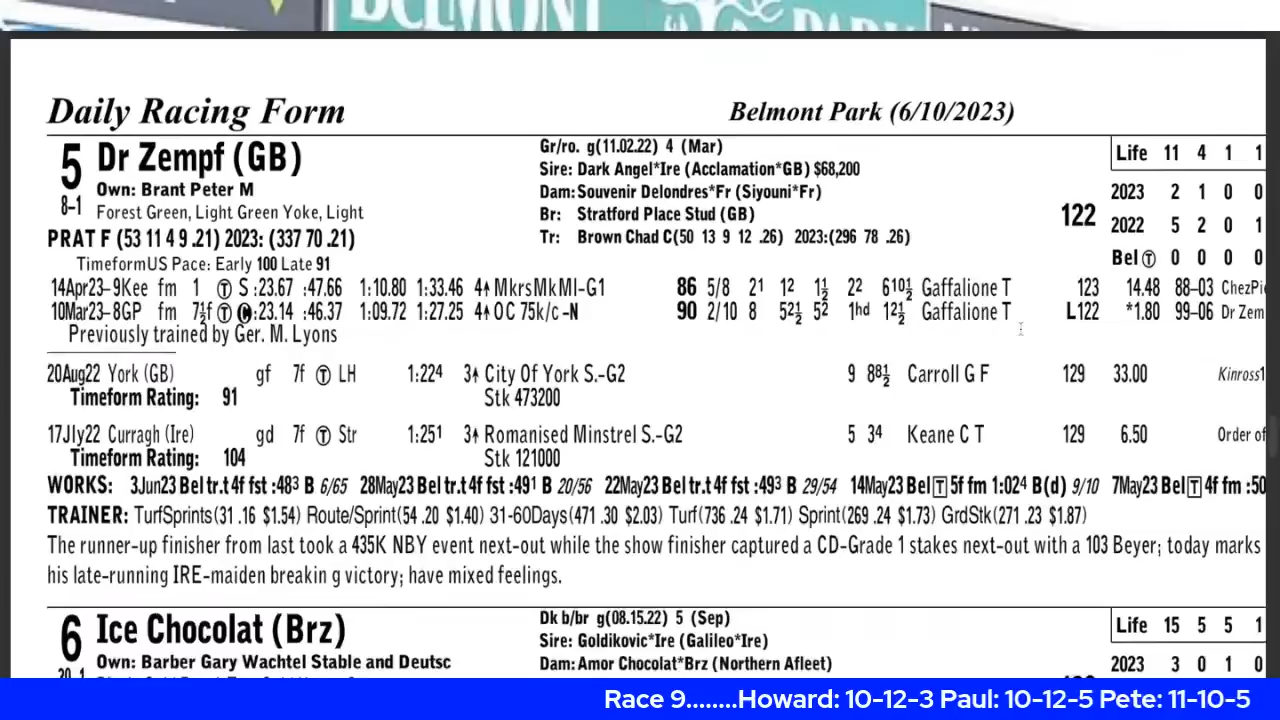 BELMONT
PARK
Daily Racing Form
Belmont Park (6/10/2023)
5 Dr Zempf (GB)
Own: Brant Peter M
8-1 Forest Green, Light Green Yoke, Light
PRAT F (53 11 4 9 .21) 2023: (337 70 .21)
Gr/ro. g(11.02.22) 4 (Mar)
Sire: Dark Angel*Ire (Acclamation*GB) $68,200
Dam: Souvenir Delondres*Fr (Siyouni*Fr)
Br: Stratford Place Stud (GB)
Tr: Brown Chad C(50 13 9 12 .26) 2023:(296 78 .26)
122
Life 11 4 1 1
2023 2 1 0 0
2022 5 2 0 1
Bel Ⓣ 0 0 0 0
TimeformUS Pace: Early 100 Late 91
14Apr23-9Kee fm 1 Ⓣ S :23.67 :47.66 1:10.80 1:33.46 4↑ MkrsMkMl-G1 86 5/8 2¹ 1² 1½ 2² 6¹⁰½ Gaffalione T 123 14.48 88-03 ChezPi
10Mar23-8GP fm 7½f Ⓣ C :23.14 :46.37 1:09.72 1:27.25 4↑ OC 75k/c -N 90 2/10 8 5²½ 5² 1hd 1²½ Gaffalione T L122 *1.80 99-06 Dr Zem
Previously trained by Ger. M. Lyons
20Aug22 York (GB) gf 7f Ⓣ LH 1:22⁴ 3↑ City Of York S.-G2 9 8⁸½ Carroll G F 129 33.00 Kinross1
Timeform Rating: 91 Stk 473200
17Jly22 Curragh (Ire) gd 7f Ⓣ Str 1:25¹ 3↑ Romanised Minstrel S.-G2 5 3⁴ Keane C T 129 6.50 Order of
Timeform Rating: 104 Stk 121000
WORKS: 3Jun23 Bel tr.t 4f fst :48³ B 6/65 28May23 Bel tr.t 4f fst :49¹ B 20/56 22May23 Bel tr.t 4f fst :49³ B 29/54 14May23 Bel T 5f fm 1:02⁴ B(d) 9/10 7May23 Bel T 4f fm :50
TRAINER: TurfSprints(31 .16 $1.54) Route/Sprint(54 .20 $1.40) 31-60Days(471 .30 $2.03) Turf(736 .24 $1.71) Sprint(269 .24 $1.73) GrdStk(271 .23 $1.87)
The runner-up finisher from last took a 435K NBY event next-out while the show finisher captured a CD-Grade 1 stakes next-out with a 103 Beyer; today marks
his late-running IRE-maiden breakin g victory; have mixed feelings.
6 Ice Chocolat (Brz)
Own: Barber Gary Wachtel Stable and Deutsc
Dk b/br g(08.15.22) 5 (Sep)
Sire: Goldikovic*Ire (Galileo*Ire)
Dam: Amor Chocolat*Brz (Northern Afleet)
Life 15 5 5 1
2023 3 0 1 0
Race 9........Howard: 10-12-3 Paul: 10-12-5 Pete: 11-10-5